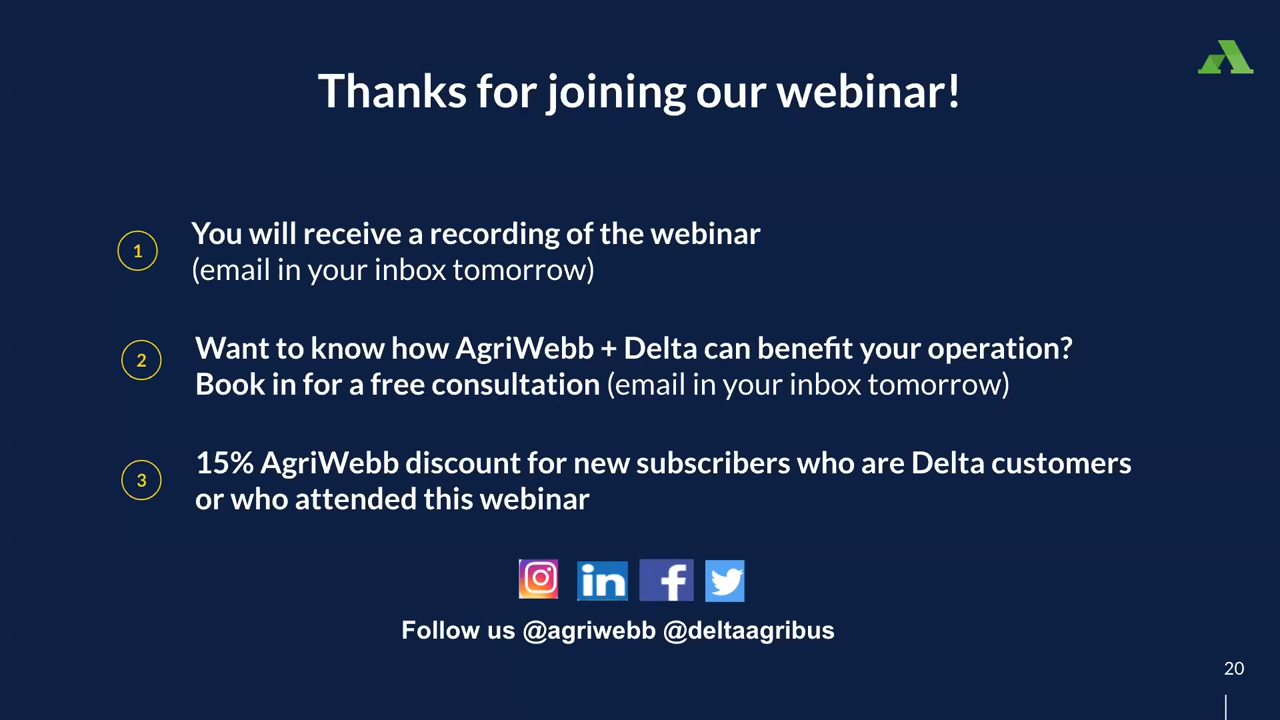 Thanks for joining our webinar!
1
You will receive a recording of the webinar
(email in your inbox tomorrow)
2
Want to know how AgriWebb + Delta can benefit your operation?
Book in for a free consultation (email in your inbox tomorrow)
3
15% AgriWebb discount for new subscribers who are Delta customers
or who attended this webinar
in f
Follow us @agriwebb @deltaagribus
20